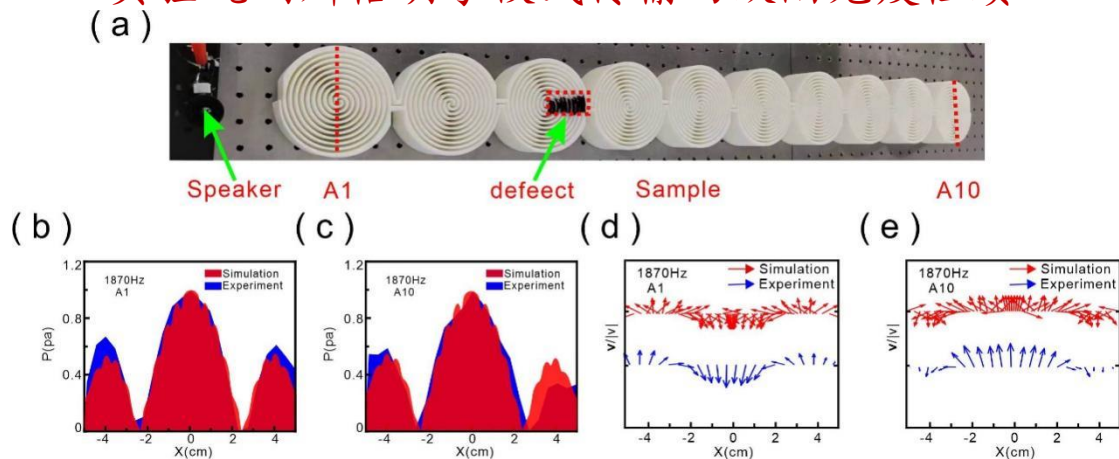 (a)
Speaker A1 defeect Sample A10
(b) (c) (d) (e)
1.2
0.8
0.4
0
P(pa)
1870Hz
A1
Simulation
Experiment
-4 -2 0 2 4
X(cm)
1.2
0.8
0.4
0
P(pa)
1870Hz
A10
Simulation
Experiment
-4 -2 0 2 4
X(cm)
v/|v|
1870Hz
A1
Simulation
Experiment
-4 -2 0 2 4
X(cm)
v/|v|
1870Hz
A10
Simulation
Experiment
-4 -2 0 2 4
X(cm)